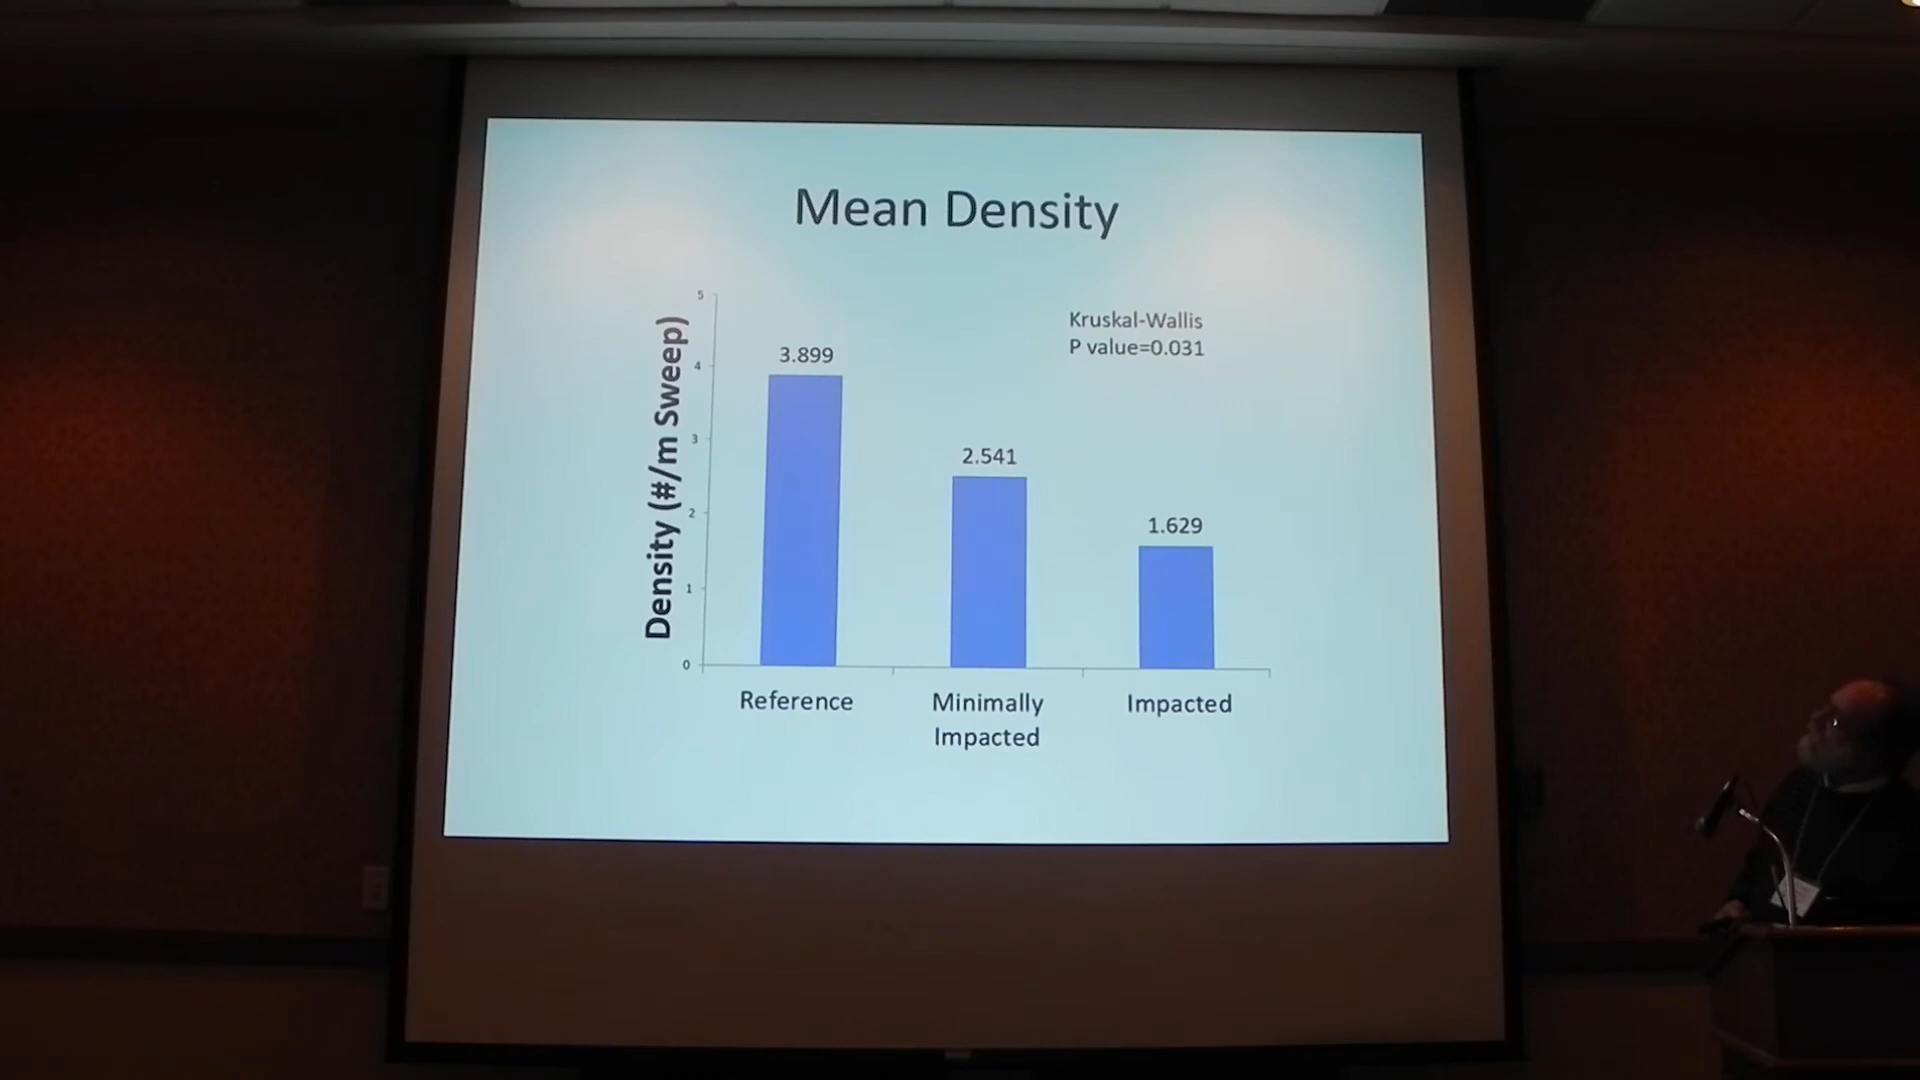 Mean Density
Kruskal-Wallis
P value=0.031
Density (#/m Sweep)
5
4
3
2
1
0
3.899
2.541
1.629
Reference
Minimally
Impacted
Impacted